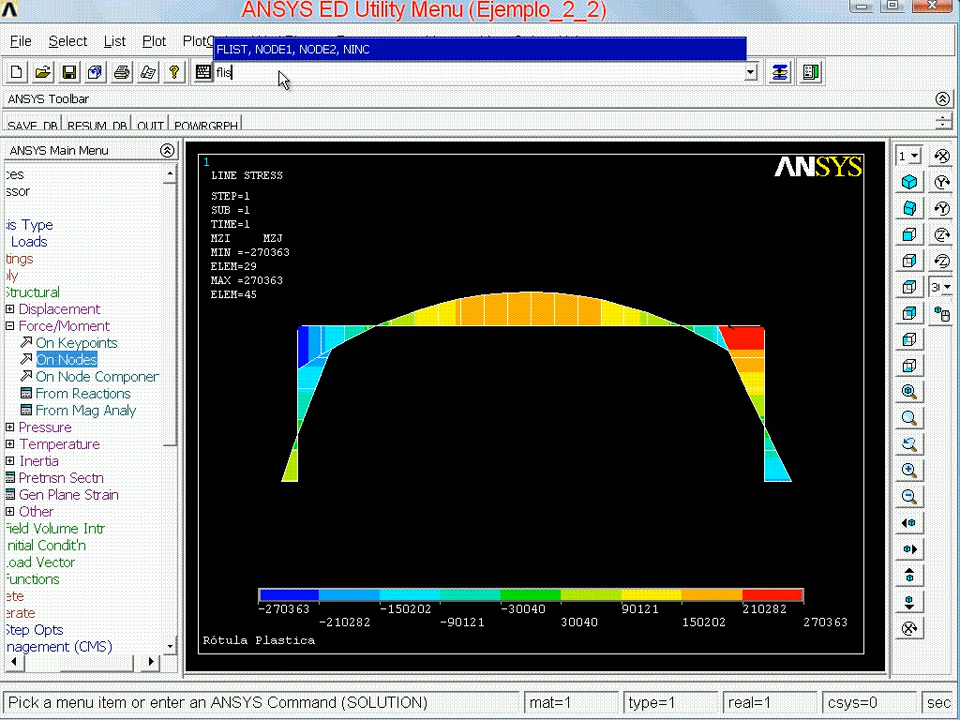 ANSYS ED Utility Menu (Ejemplo_2_2)
File Select List Plot
FLIST, NODE1, NODE2, NINC
flis
ANSYS Toolbar
SAVE_DB RESUM_DB QUIT POWRGRPH
ANSYS Main Menu
ces
ssor
is Type
Loads
tings
ly
Structural
Displacement
Force/Moment
On Keypoints
On Nodes
On Node Componer
From Reactions
From Mag Analy
Pressure
Temperature
Inertia
Pretnsn Sectn
Gen Plane Strain
Other
Field Volume Intr
Initial Condit'n
Load Vector
Functions
ete
erate
Step Opts
nagement (CMS)
1
LINE STRESS
STEP=1
SUB =1
TIME=1
MZI MZJ
MIN =-270363
ELEM=29
MAX =270363
ELEM=45
ANSYS
-270363 -150202 -30040 90121 210282
-210282 -90121 30040 150202 270363
Rótula Plastica
1
Pick a menu item or enter an ANSYS Command (SOLUTION) mat=1 type=1 real=1 csys=0 sec